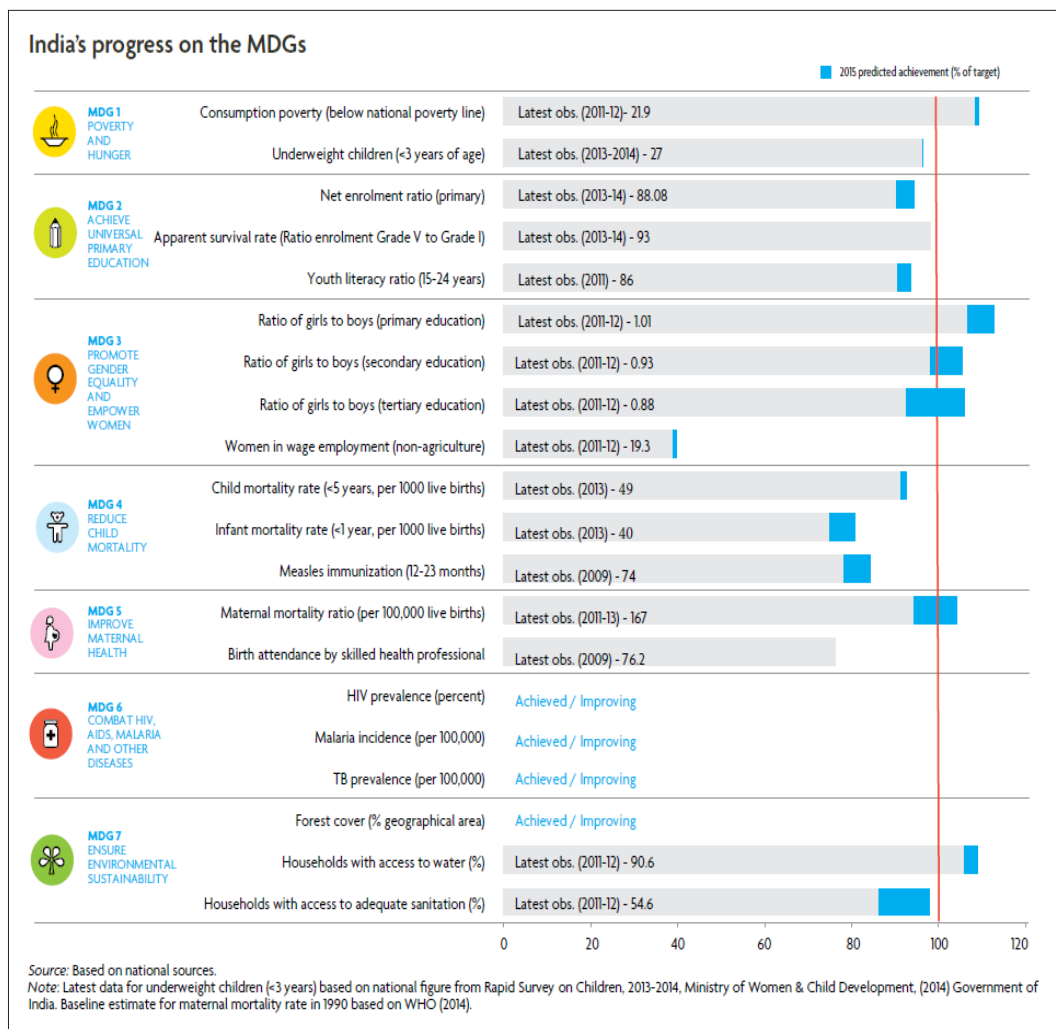 India's progress on the MDGs
2015 predicted achievement (% of target)
MDG 1
POVERTY
AND
HUNGER
Consumption poverty (below national poverty line)
Latest obs. (2011-12)- 21.9
Underweight children (<3 years of age)
Latest obs. (2013-2014) - 27
MDG 2
ACHIEVE
UNIVERSAL
PRIMARY
EDUCATION
Net enrolment ratio (primary)
Latest obs. (2013-14) - 88.08
Apparent survival rate (Ratio enrolment Grade V to Grade I)
Latest obs. (2013-14) - 93
Youth literacy ratio (15-24 years)
Latest obs. (2011) - 86
MDG 3
PROMOTE
GENDER
EQUALITY
AND
EMPOWER
WOMEN
Ratio of girls to boys (primary education)
Latest obs. (2011-12) - 1.01
Ratio of girls to boys (secondary education)
Latest obs. (2011-12) - 0.93
Ratio of girls to boys (tertiary education)
Latest obs. (2011-12) - 0.88
Women in wage employment (non-agriculture)
Latest obs. (2011-12) - 19.3
MDG 4
REDUCE
CHILD
MORTALITY
Child mortality rate (<5 years, per 1000 live births)
Latest obs. (2013) - 49
Infant mortality rate (<1 year, per 1000 live births)
Latest obs. (2013) - 40
Measles immunization (12-23 months)
Latest obs. (2009) - 74
MDG 5
IMPROVE
MATERNAL
HEALTH
Maternal mortality ratio (per 100,000 live births)
Latest obs. (2011-13) - 167
Birth attendance by skilled health professional
Latest obs. (2009) - 76.2
MDG 6
COMBAT HIV,
AIDS, MALARIA
AND OTHER
DISEASES
HIV prevalence (percent)
Achieved / Improving
Malaria incidence (per 100,000)
Achieved / Improving
TB prevalence (per 100,000)
Achieved / Improving
MDG 7
ENSURE
ENVIRONMENTAL
SUSTAINABILITY
Forest cover (% geographical area)
Achieved / Improving
Households with access to water (%)
Latest obs. (2011-12) - 90.6
Households with access to adequate sanitation (%)
Latest obs. (2011-12) - 54.6
0 20 40 60 80 100 120
Source: Based on national sources.
Note: Latest data for underweight children (<3 years) based on national figure from Rapid Survey on Children, 2013-2014, Ministry of Women & Child Development, (2014) Government of
India. Baseline estimate for maternal mortality rate in 1990 based on WHO (2014).